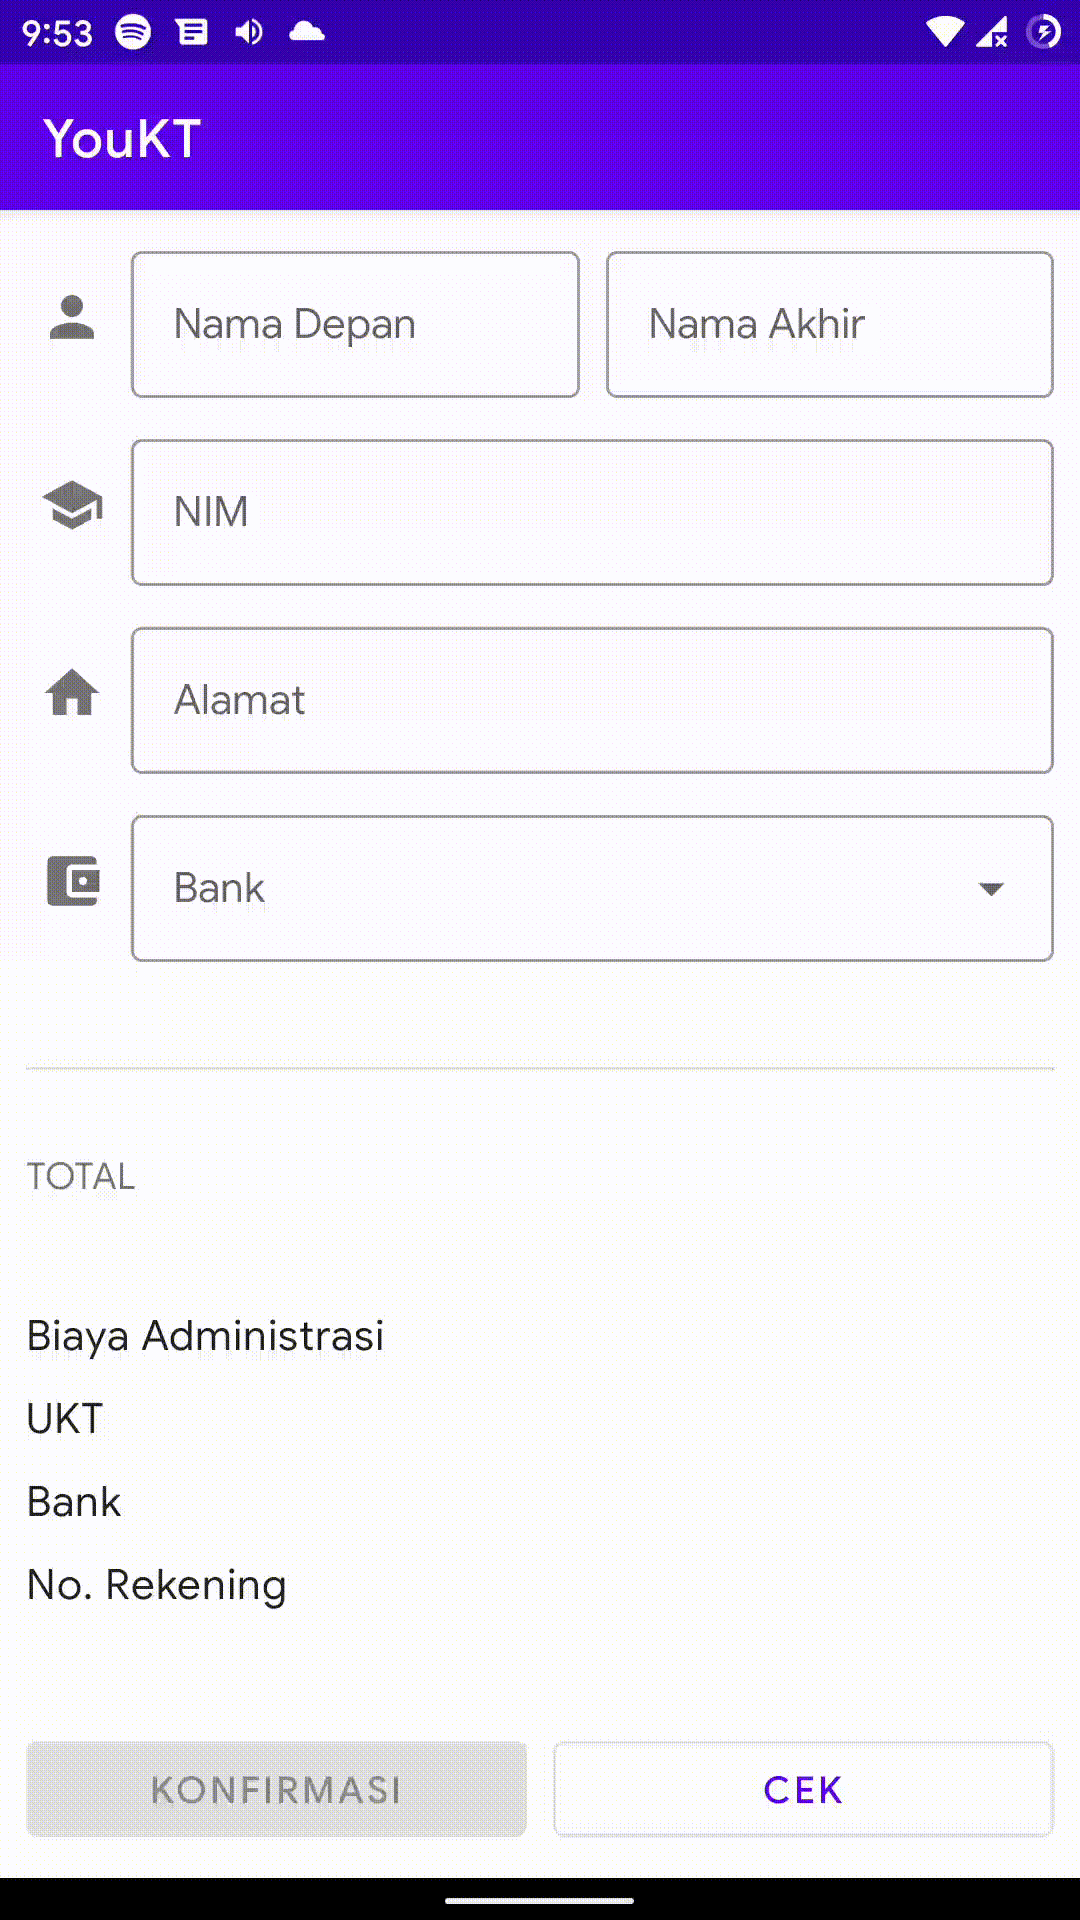 9:53
YouKT
Nama Depan
Nama Akhir
NIM
Alamat
Bank
TOTAL
Biaya Administrasi
UKT
Bank
No. Rekening
KONFIRMASI
CEK